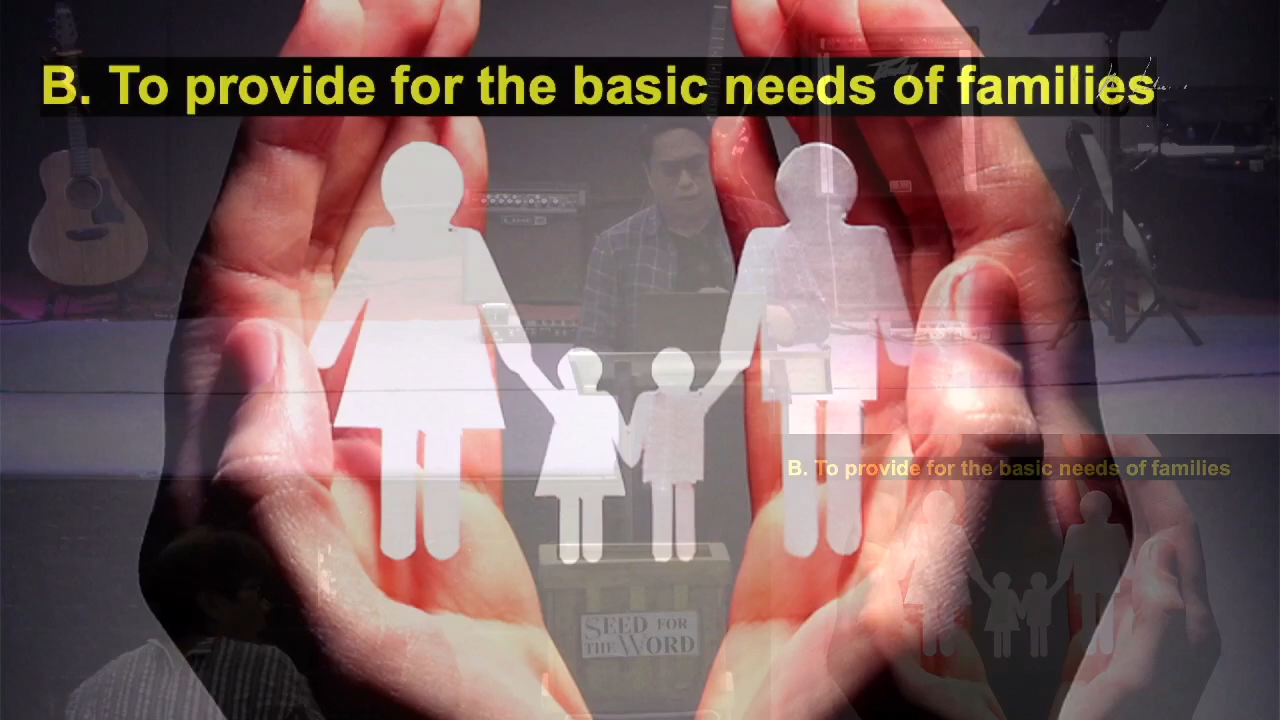 B. To provide for the basic needs of families
Peavey
B. To provide for the basic needs of families
SEED FOR
THE WORD